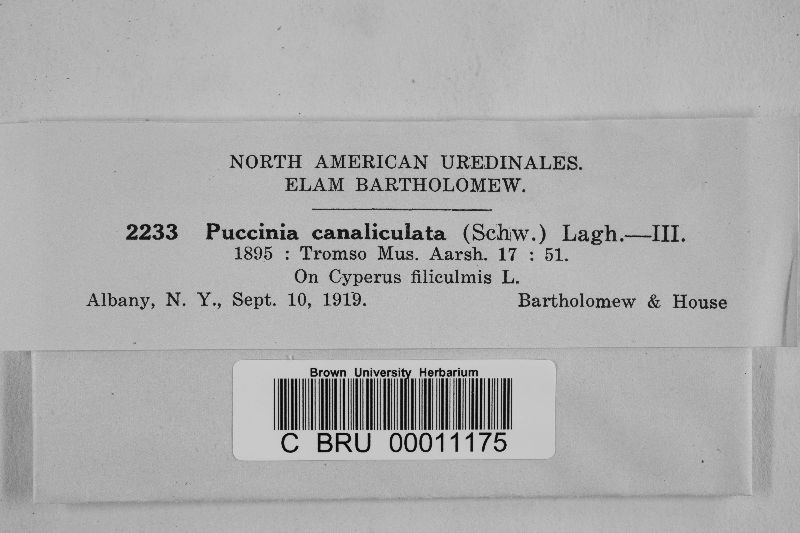 NORTH AMERICAN UREDINALES.
ELAM BARTHOLOMEW.
2233 Puccinia canaliculata (Schw.) Lagh.—III.
1895 : Tromso Mus. Aarsh. 17 : 51.
On Cyperus filiculmis L.
Albany, N. Y., Sept. 10, 1919. Bartholomew & House
Brown University Herbarium
C BRU 00011175